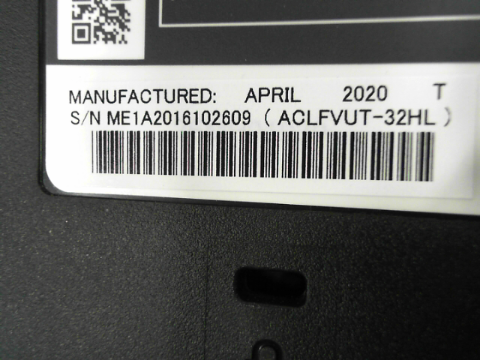 MANUFACTURED: APRIL 2020 T
S/N ME1A2016102609 ( ACLFVUT-32HL )